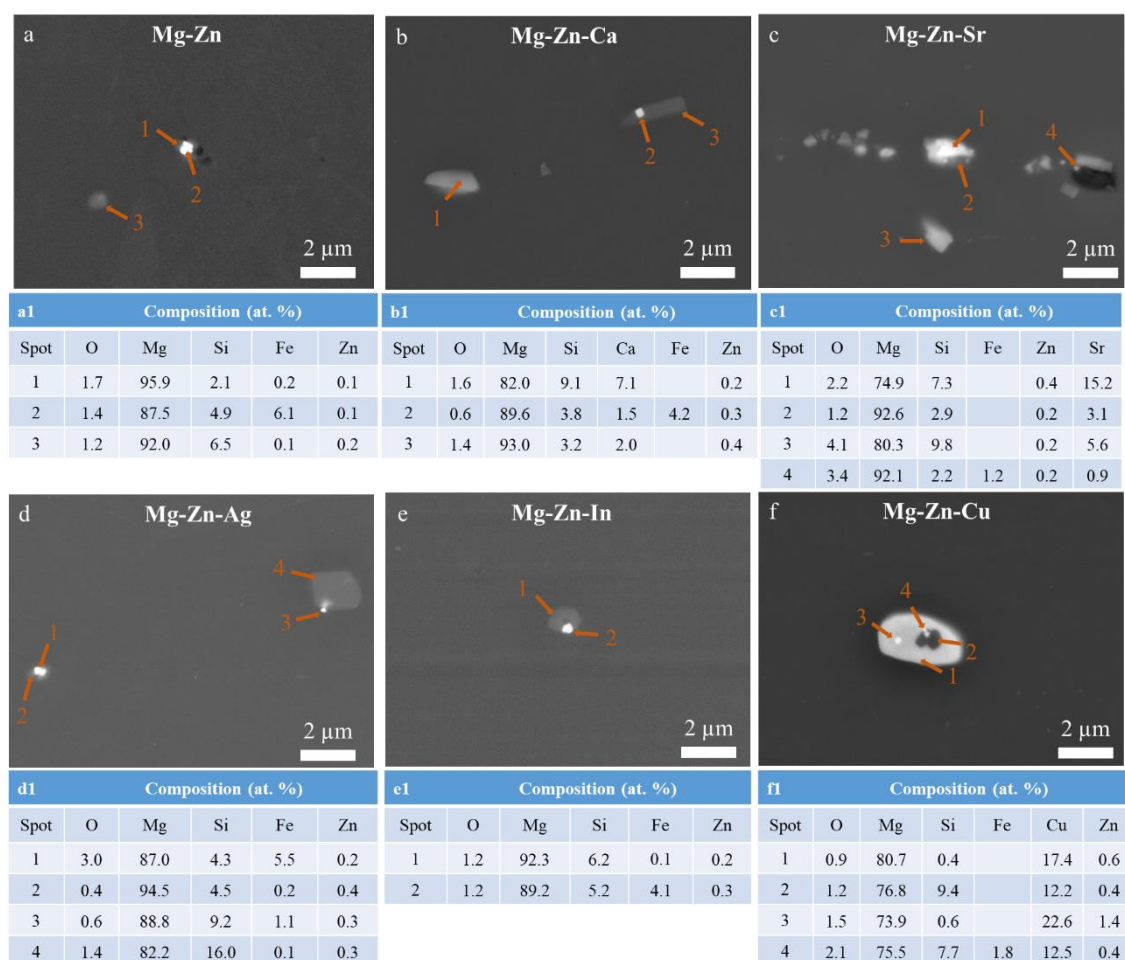 a Mg-Zn
1
2
3
2 µm
b Mg-Zn-Ca
1
2
3
2 µm
c Mg-Zn-Sr
1
2
3
4
2 µm
a1 Composition (at. %)
Spot O Mg Si Fe Zn
1 1.7 95.9 2.1 0.2 0.1
2 1.4 87.5 4.9 6.1 0.1
3 1.2 92.0 6.5 0.1 0.2
b1 Composition (at. %)
Spot O Mg Si Ca Fe Zn
1 1.6 82.0 9.1 7.1 0.2
2 0.6 89.6 3.8 1.5 4.2 0.3
3 1.4 93.0 3.2 2.0 0.4
c1 Composition (at. %)
Spot O Mg Si Fe Zn Sr
1 2.2 74.9 7.3 0.4 15.2
2 1.2 92.6 2.9 0.2 3.1
3 4.1 80.3 9.8 0.2 5.6
4 3.4 92.1 2.2 1.2 0.2 0.9
d Mg-Zn-Ag
4
3
1
2
2 µm
e Mg-Zn-In
1
2
2 µm
f Mg-Zn-Cu
4
3
2
1
2 µm
d1 Composition (at. %)
Spot O Mg Si Fe Zn
1 3.0 87.0 4.3 5.5 0.2
2 0.4 94.5 4.5 0.2 0.4
3 0.6 88.8 9.2 1.1 0.3
4 1.4 82.2 16.0 0.1 0.3
e1 Composition (at. %)
Spot O Mg Si Fe Zn
1 1.2 92.3 6.2 0.1 0.2
2 1.2 89.2 5.2 4.1 0.3
f1 Composition (at. %)
Spot O Mg Si Fe Cu Zn
1 0.9 80.7 0.4 17.4 0.6
2 1.2 76.8 9.4 12.2 0.4
3 1.5 73.9 0.6 22.6 1.4
4 2.1 75.5 7.7 1.8 12.5 0.4